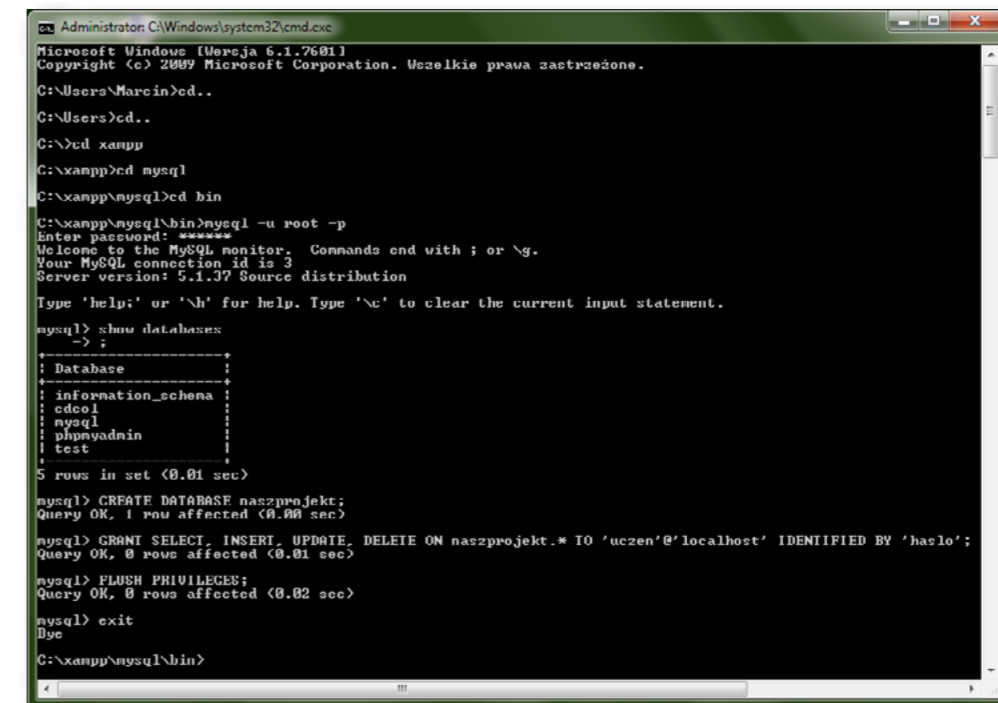 Administrator: C:\Windows\system32\cmd.exe
Microsoft Windows [Wersja 6.1.7601]
Copyright (c) 2009 Microsoft Corporation. Wszelkie prawa zastrzeżone.
C:\Users\Marcin>cd..
C:\Users>cd..
C:\>cd xampp
C:\xampp>cd mysql
C:\xampp\mysql>cd bin
C:\xampp\mysql\bin>mysql -u root -p
Enter password: ******
Welcome to the MySQL monitor.  Commands end with ; or \g.
Your MySQL connection id is 3
Server version: 5.1.37 Source distribution
Type 'help;' or '\h' for help. Type '\c' to clear the current input statement.
mysql> show databases
    -> ;
+--------------------+
| Database           |
+--------------------+
| information_schema |
| cdcol              |
| mysql              |
| phpmyadmin         |
| test               |
+--------------------+
5 rows in set (0.01 sec)
mysql> CREATE DATABASE naszprojekt;
Query OK, 1 row affected (0.00 sec)
mysql> GRANT SELECT, INSERT, UPDATE, DELETE ON naszprojekt.* TO 'uczen'@'localhost' IDENTIFIED BY 'haslo';
Query OK, 0 rows affected (0.01 sec)
mysql> FLUSH PRIVILEGES;
Query OK, 0 rows affected (0.02 sec)
mysql> exit
Bye
C:\xampp\mysql\bin>